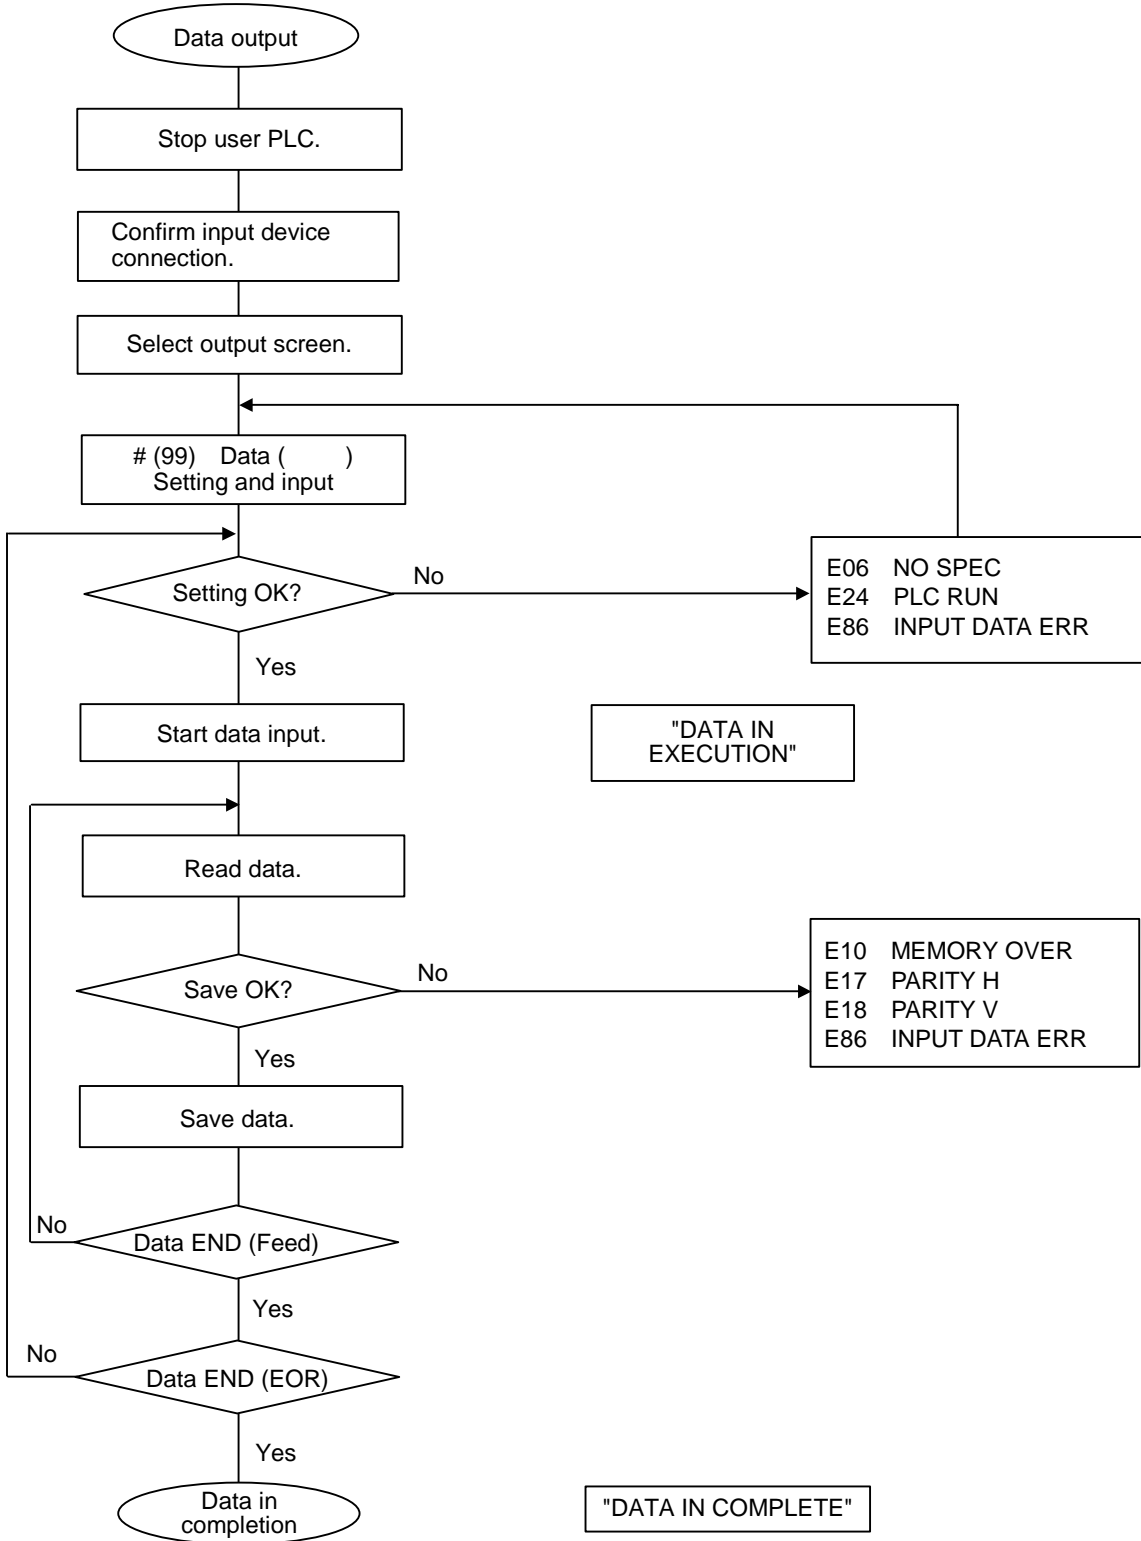 Data output
Stop user PLC.
Confirm input device
connection.
Select output screen.
# (99) Data ( )
Setting and input
Setting OK?
No
E06 NO SPEC
E24 PLC RUN
E86 INPUT DATA ERR
Yes
Start data input.
"DATA IN
EXECUTION"
Read data.
Save OK?
No
E10 MEMORY OVER
E17 PARITY H
E18 PARITY V
E86 INPUT DATA ERR
Yes
Save data.
No
Data END (Feed)
Yes
No
Data END (EOR)
Yes
Data in
completion
"DATA IN COMPLETE"